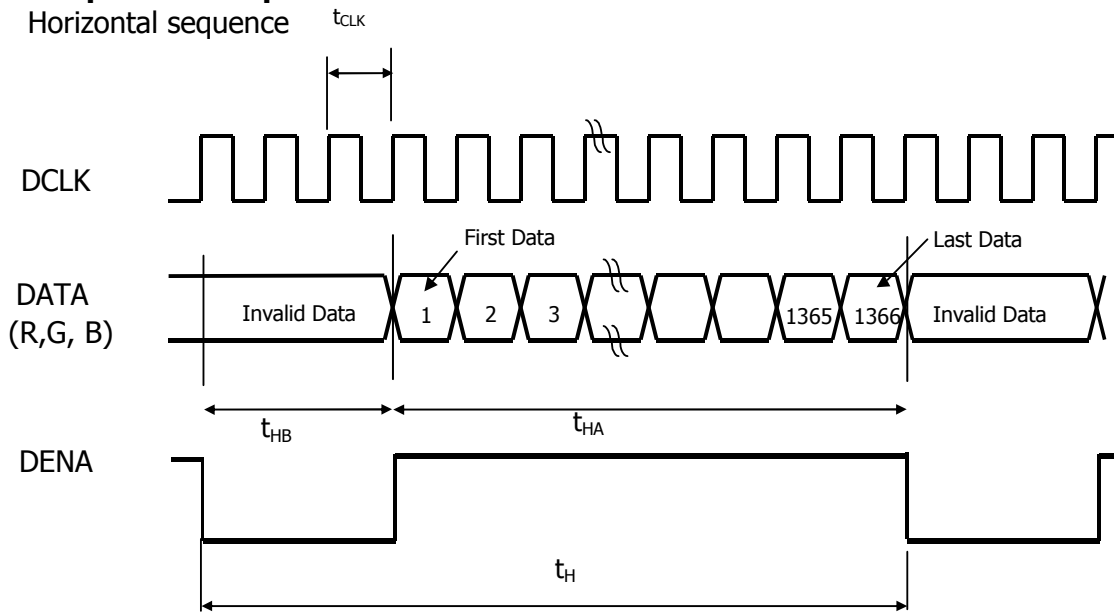 Horizontal sequence
tCLK
DCLK
First Data
Last Data
DATA
(R,G, B)
Invalid Data
1
2
3
1365
1366
Invalid Data
tHB
tHA
DENA
tH